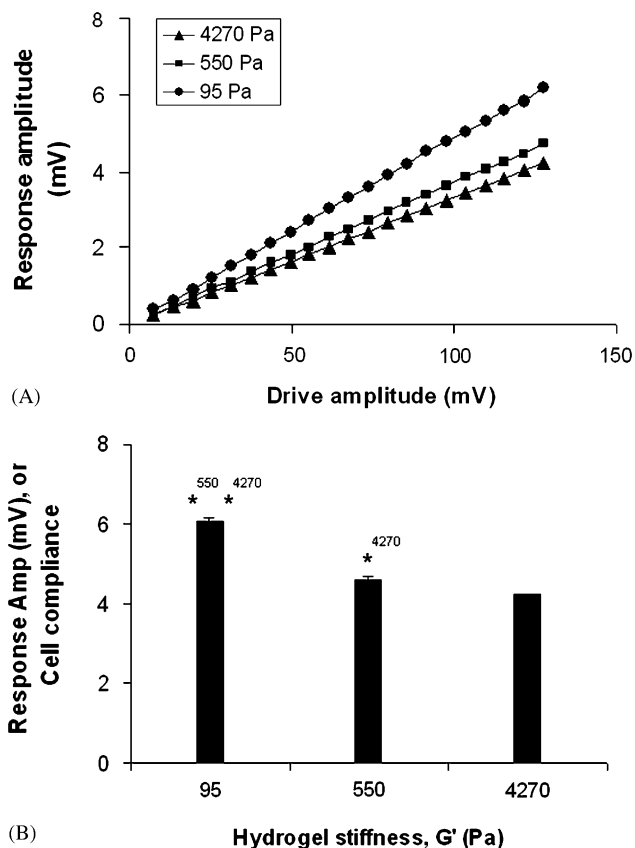 4270 Pa
550 Pa
95 Pa
Response amplitude
(mV)
8
6
4
2
0
0 50 100 150
Drive amplitude (mV)
(A)
Response Amp (mV), or
Cell compliance
8
6
4
2
0
*550 *4270
*4270
95 550 4270
Hydrogel stiffness, G' (Pa)
(B)